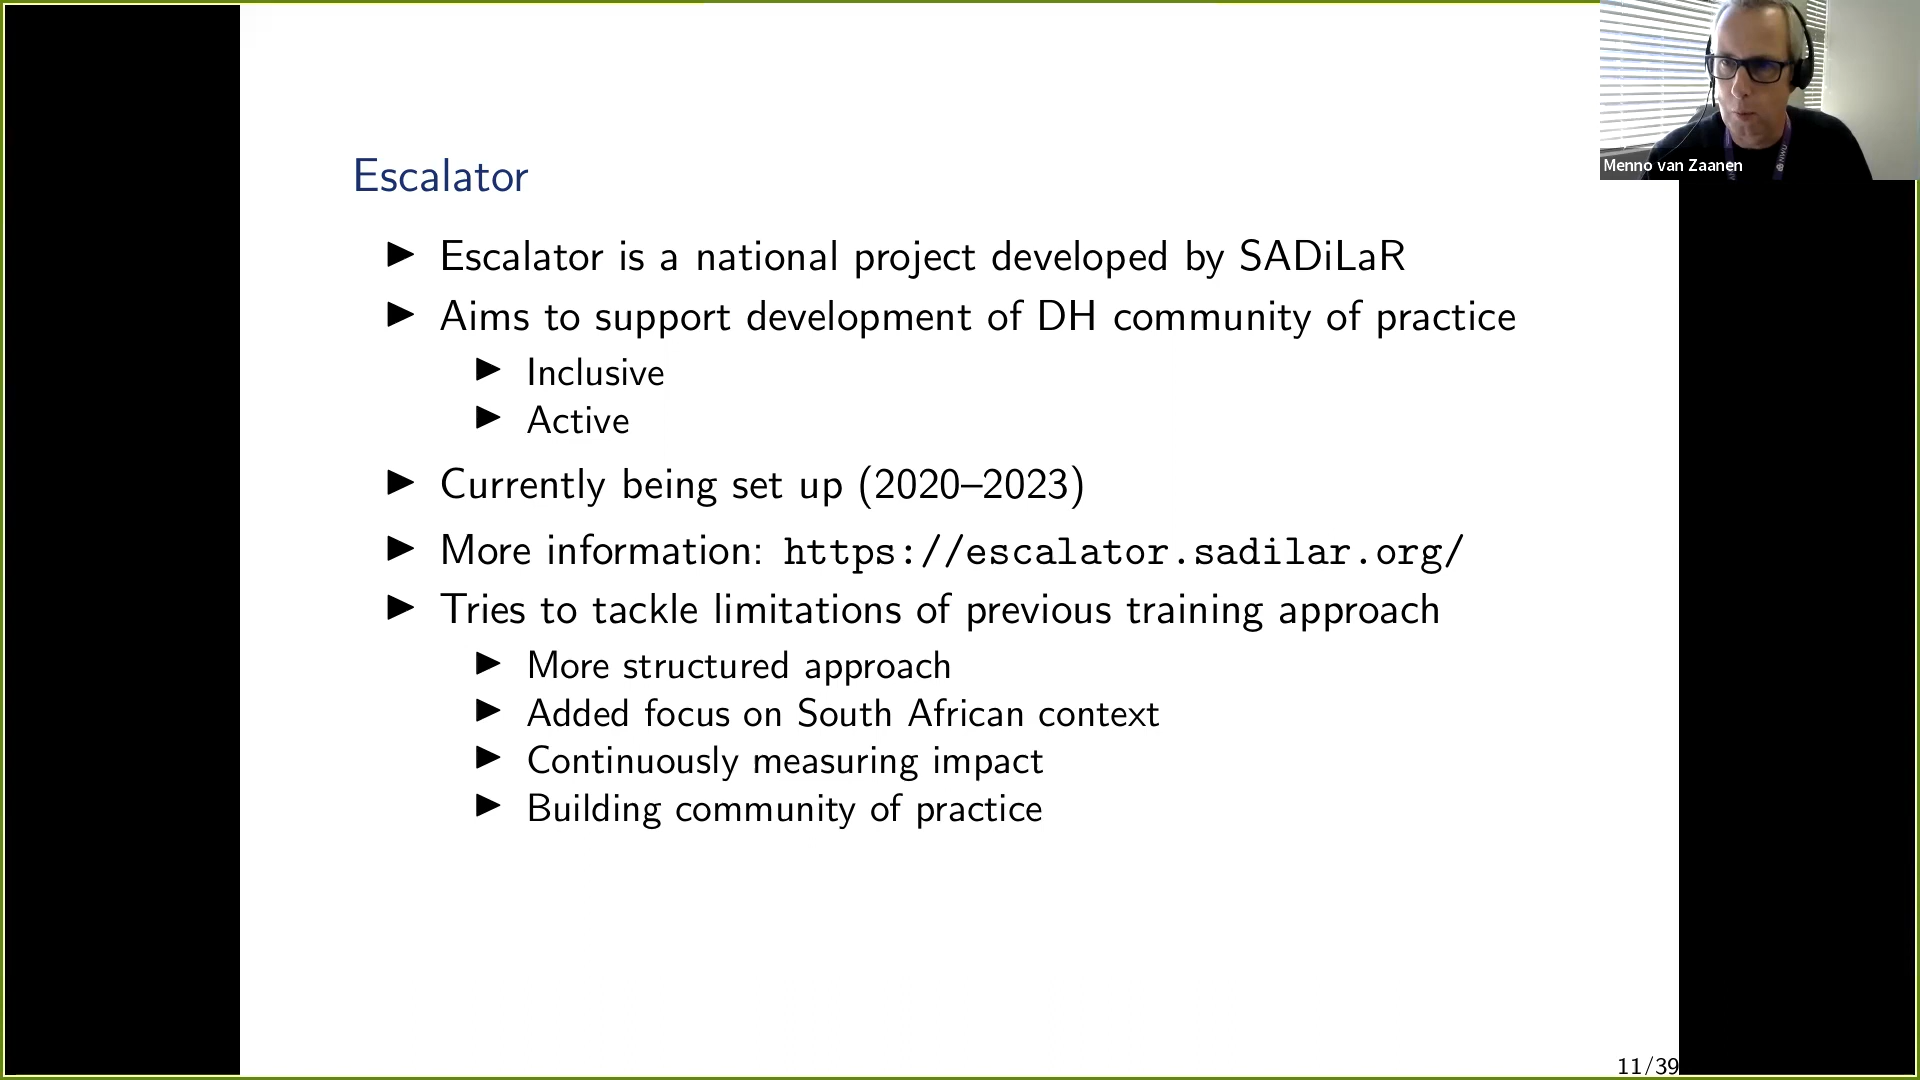 Escalator
Escalator is a national project developed by SADiLaR
Aims to support development of DH community of practice
Inclusive
Active
Currently being set up (2020–2023)
More information: https://escalator.sadilar.org/
Tries to tackle limitations of previous training approach
More structured approach
Added focus on South African context
Continuously measuring impact
Building community of practice
11/39
Menno van Zaanen
NWU